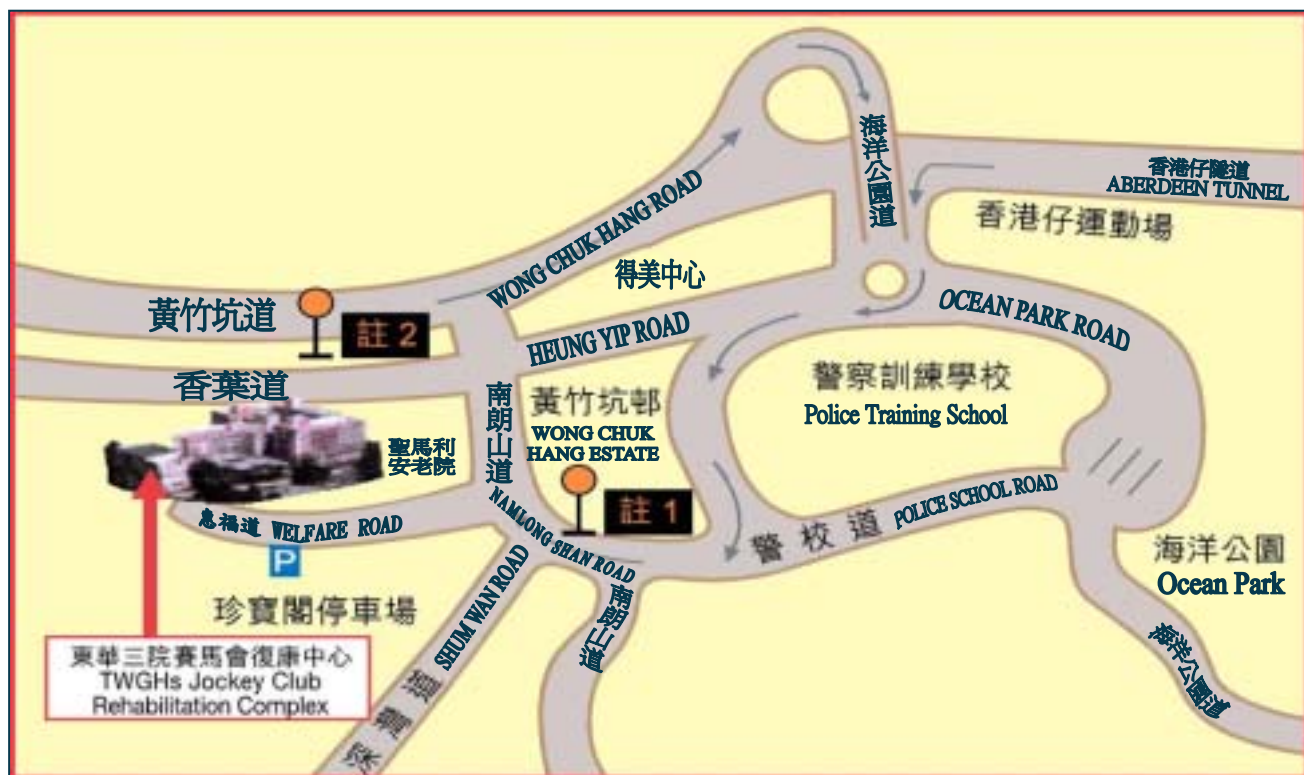 海洋公園道
香港仔隧道
ABERDEEN TUNNEL
香港仔運動場
WONG CHUK HANG ROAD
得美中心
黃竹坑道
註 2
HEUNG YIP ROAD
OCEAN PARK ROAD
香葉道
南朗山道
黃竹坑邨
WONG CHUK
HANG ESTATE
警察訓練學校
Police Training School
聖馬利
安老院
註 1
NAMLONG SHAN ROAD
惠福道 WELFARE ROAD
P
警校道 POLICE SCHOOL ROAD
海洋公園
Ocean Park
珍寶閣停車場
深灣道 SHUM WAN ROAD
南朗山道
海洋公園道
東華三院賽馬會復康中心
TWGHs Jockey Club
Rehabilitation Complex